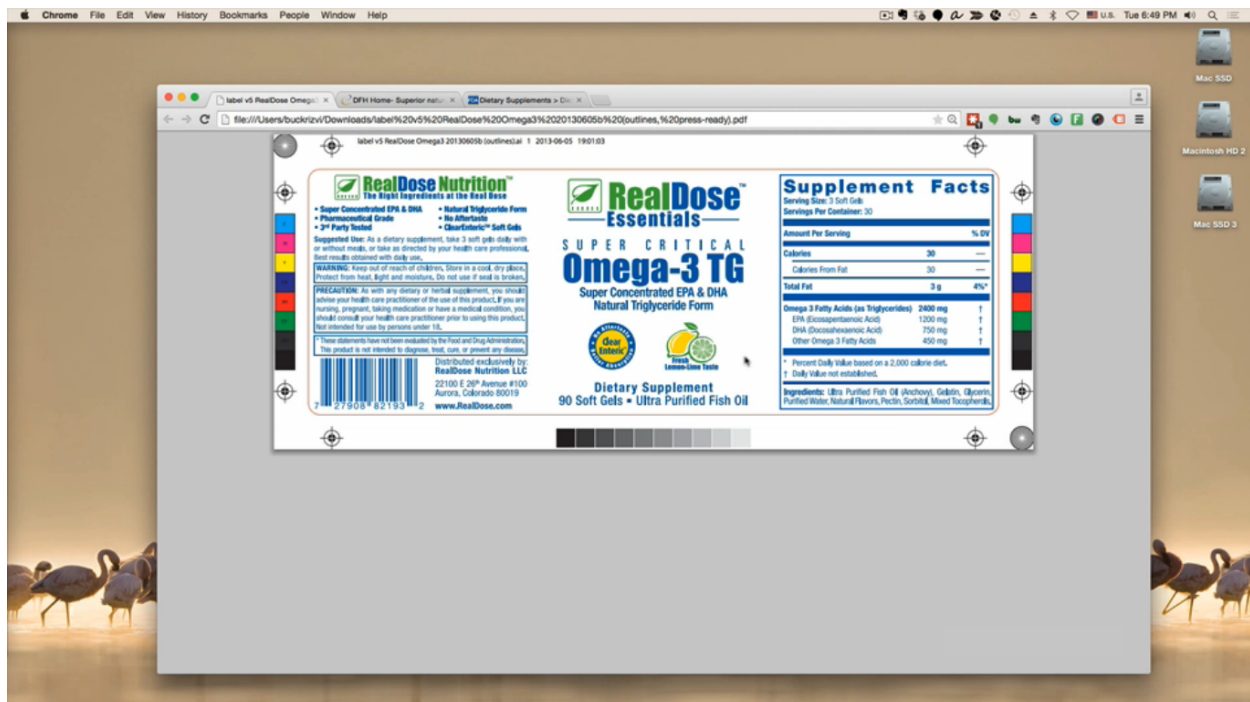 Chrome File Edit View History Bookmarks People Window Help
U.S. Tue 6:49 PM
Mac SSD
Macintosh HD 2
Mac SSD 3
label v5 RealDose Omega3
DFH Home- Superior natu
Dietary Supplements > Die
file:///Users/buckrizvi/Downloads/label%20v5%20RealDose%20Omega3%2020130605b%20(outlines,%20press-ready).pdf
label v5 RealDose Omega3 20130605b (outlines).ai 1 2013-06-05 19:01:03
RealDose Nutrition™
The Right Ingredients at the Real Dose
• Super Concentrated EPA & DHA
• Pharmaceutical Grade
• 3rd Party Tested
• Natural Triglyceride Form
• No Aftertaste
• ClearEnteric™ Soft Gels
Suggested Use: As a dietary supplement, take 3 soft gels daily with
or without meals, or take as directed by your health care professional.
Best results obtained with daily use.
WARNING: Keep out of reach of children. Store in a cool, dry place.
Protect from heat, light and moisture. Do not use if seal is broken.
PRECAUTION: As with any dietary or herbal supplement, you should
advise your health care practitioner of the use of this product. If you are
nursing, pregnant, taking medication or have a medical condition, you
should consult your health care practitioner prior to using this product.
Not intended for use by persons under 18.
* These statements have not been evaluated by the Food and Drug Administration.
This product is not intended to diagnose, treat, cure, or prevent any disease.
7 27908 82193 2
Distributed exclusively by:
RealDose Nutrition LLC
22100 E 26th Avenue #100
Aurora, Colorado 80019
www.RealDose.com
RealDose™
Essentials
SUPER CRITICAL
Omega-3 TG
Super Concentrated EPA & DHA
Natural Triglyceride Form
No Aftertaste
Clear
Enteric
Fresh
Lemon-Lime Taste
Dietary Supplement
90 Soft Gels • Ultra Purified Fish Oil
Supplement Facts
Serving Size: 3 Soft Gels
Servings Per Container: 30
Amount Per Serving % DV
Calories 30 —
Calories From Fat 30 —
Total Fat 3 g 4%*
Omega 3 Fatty Acids (as Triglycerides) 2400 mg †
EPA (Eicosapentaenoic Acid) 1200 mg †
DHA (Docosahexaenoic Acid) 750 mg †
Other Omega 3 Fatty Acids 450 mg †
* Percent Daily Value based on a 2,000 calorie diet.
† Daily Value not established.
Ingredients: Ultra Purified Fish Oil (Anchovy), Gelatin, Glycerin,
Purified Water, Natural Flavors, Pectin, Sorbitol, Mixed Tocopherols.